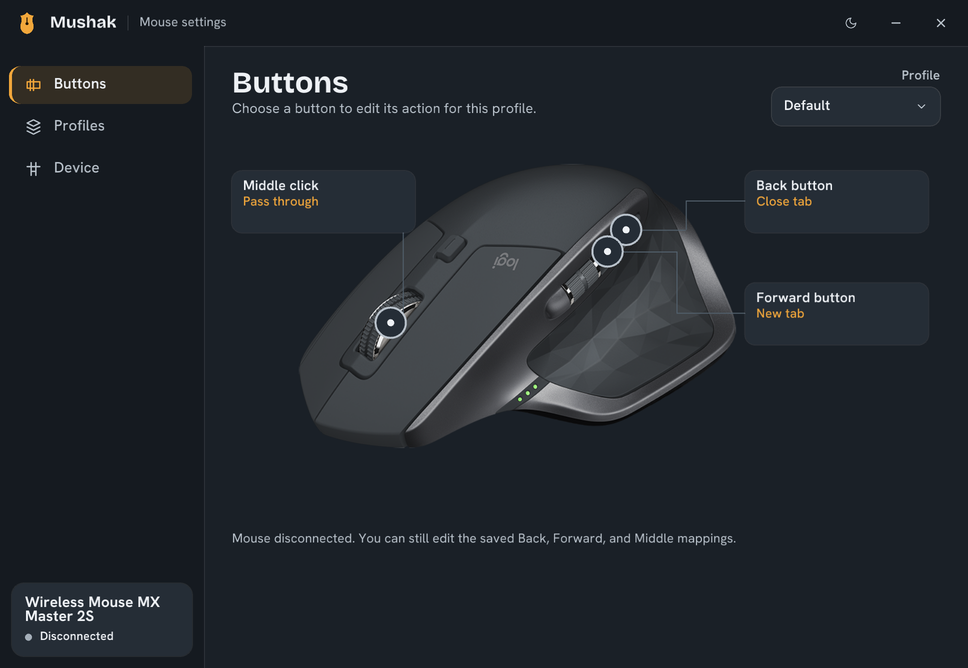 Mushak
Mouse settings
Buttons
Profiles
Device
Buttons
Choose a button to edit its action for this profile.
Profile
Default
Middle click
Pass through
Back button
Close tab
Forward button
New tab
logi
Mouse disconnected. You can still edit the saved Back, Forward, and Middle mappings.
Wireless Mouse MX
Master 2S
Disconnected